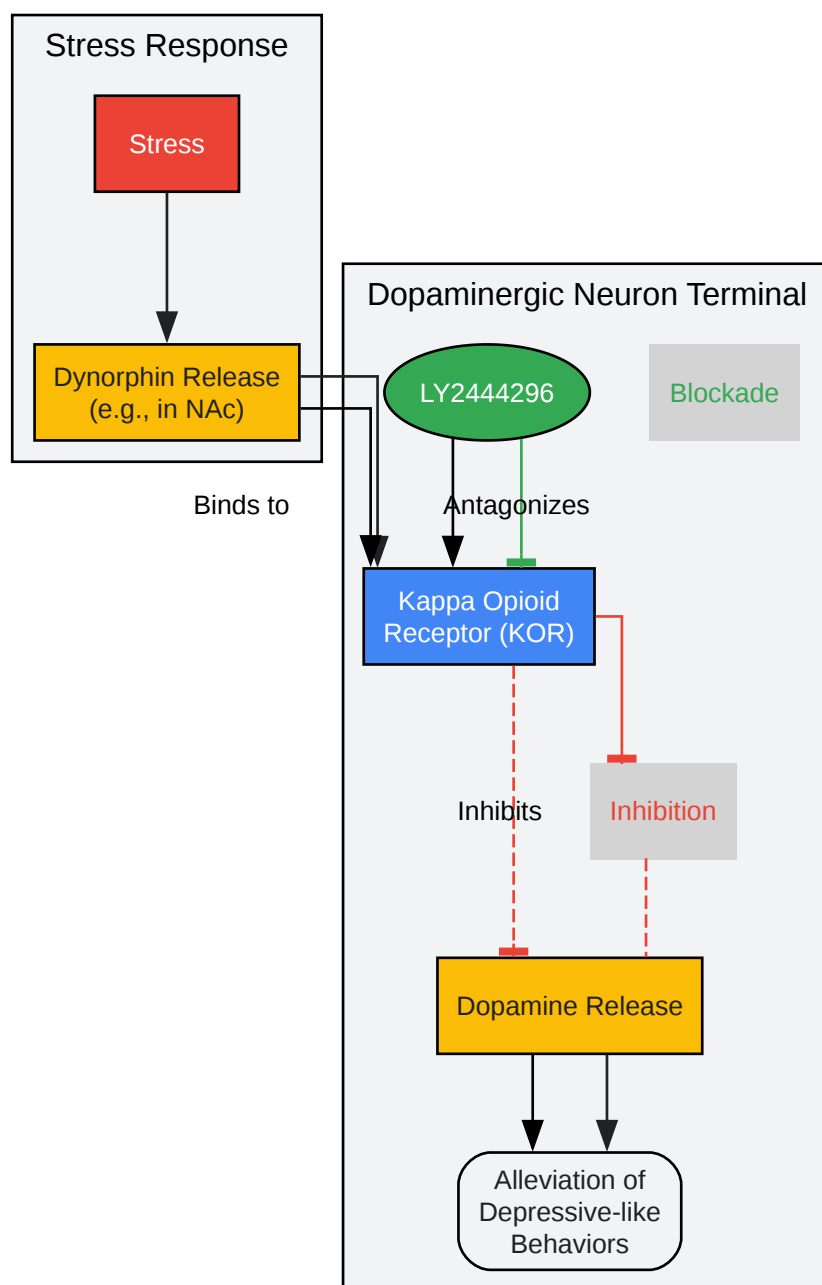 Stress Response
Stress
Dynorphin Release
(e.g., in NAc)
Dopaminergic Neuron Terminal
LY2444296
Blockade
Binds to
Antagonizes
Kappa Opioid
Receptor (KOR)
Inhibits
Inhibition
Dopamine Release
Alleviation of
Depressive-like
Behaviors